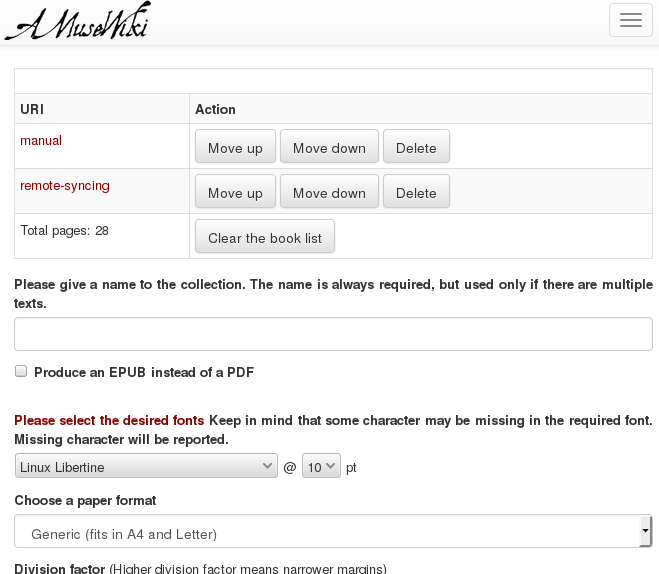 AMuseWiki
URI Action
manual Move up Move down Delete
remote-syncing Move up Move down Delete
Total pages: 28 Clear the book list
Please give a name to the collection. The name is always required, but used only if there are multiple
texts.
Produce an EPUB instead of a PDF
Please select the desired fonts Keep in mind that some character may be missing in the required font.
Missing character will be reported.
Linux Libertine @ 10 pt
Choose a paper format
Generic (fits in A4 and Letter)
Division factor (Higher division factor means narrower margins)